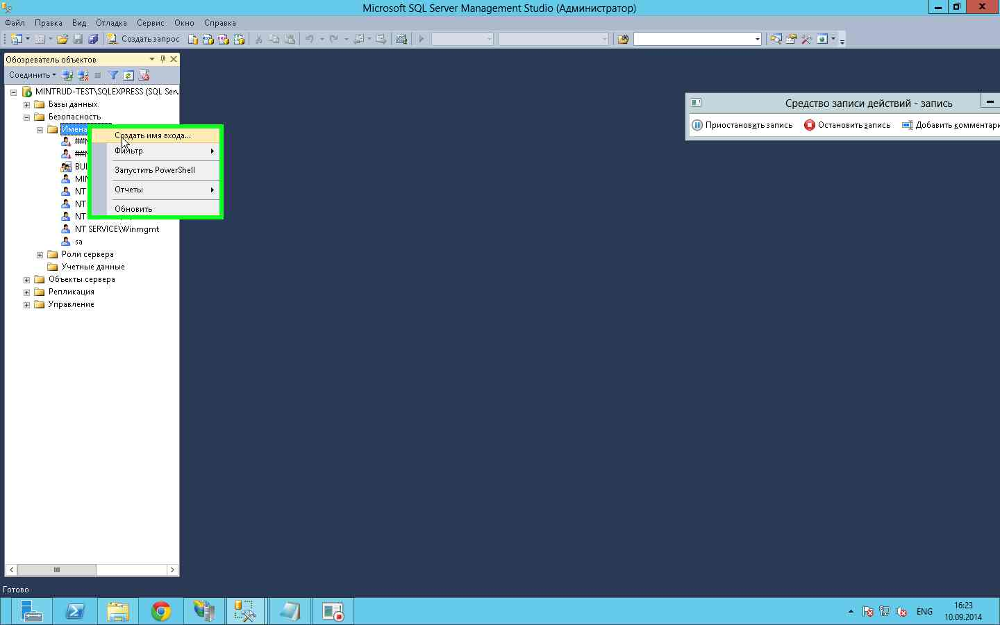 Microsoft SQL Server Management Studio (Администратор)
Файл Правка Вид Отладка Сервис Окно Справка
Создать запрос
Обозреватель объектов
Соединить
MINTRUD-TEST\SQLEXPRESS (SQL Ser
Базы данных
Безопасность
Имена
Создать имя входа...
Фильтр
Запустить PowerShell
Отчеты
Обновить
BUI
NT
NT
NT
NT SERVICE\Winmgmt
sa
Роли сервера
Учетные данные
Объекты сервера
Репликация
Управление
Средство записи действий - запись
Приостановить запись Остановить запись Добавить комментари
Готово
ENG
16:23
10.09.2014